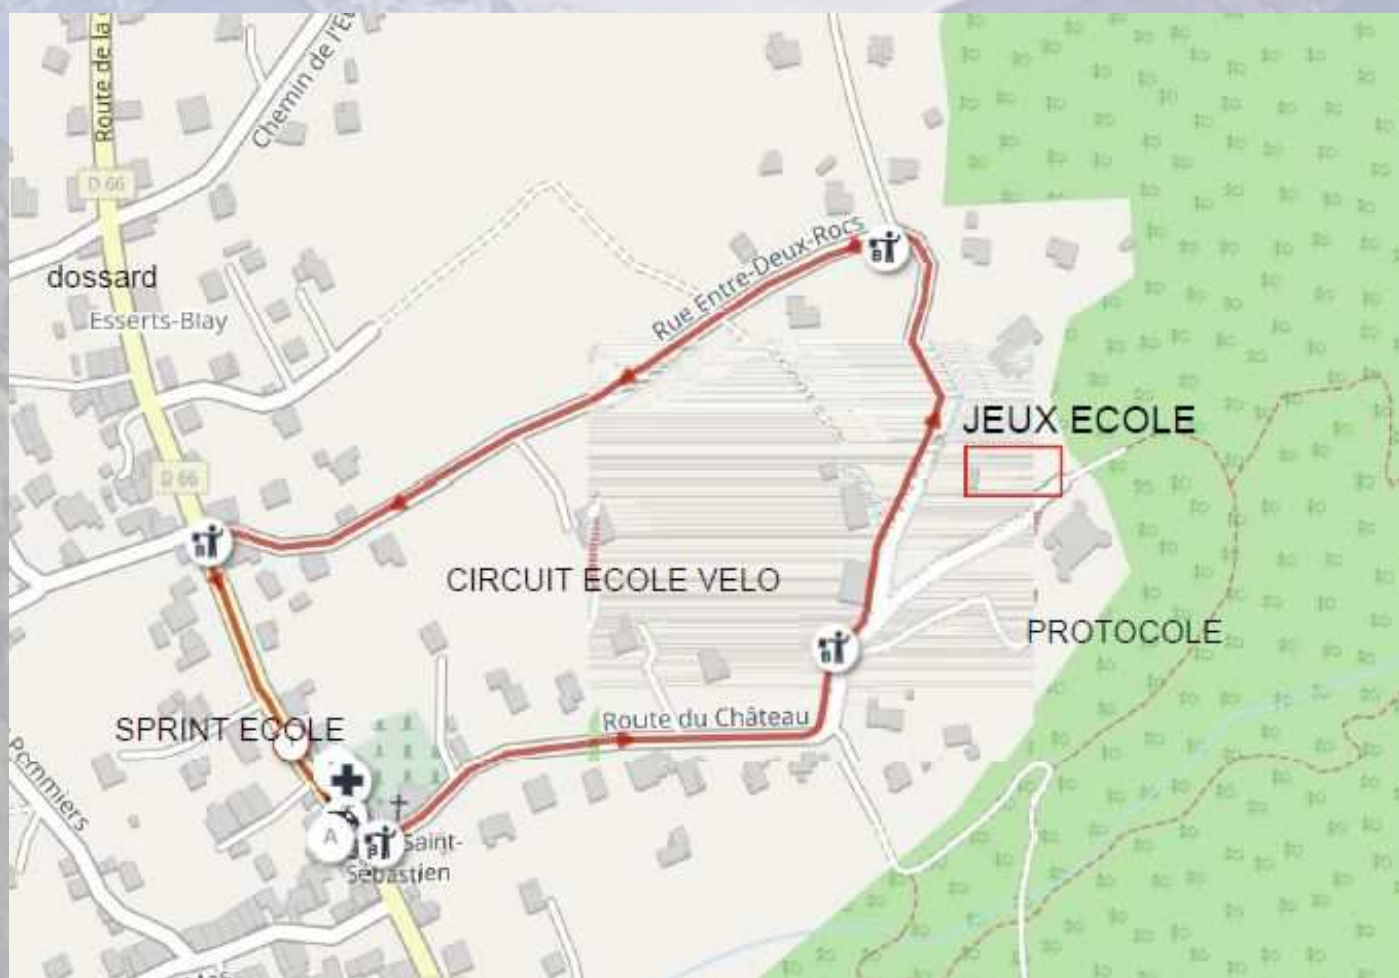 Route de la
Chemin de l'E
D 66
dossard
Esserts-Blay
Rue Entre-Deux-Rocs
JEUX ECOLE
D 66
CIRCUIT ECOLE VELO
PROTOCOLE
SPRINT ECOLE
Route du Château
Pommiers
A
Saint-
Sébastien